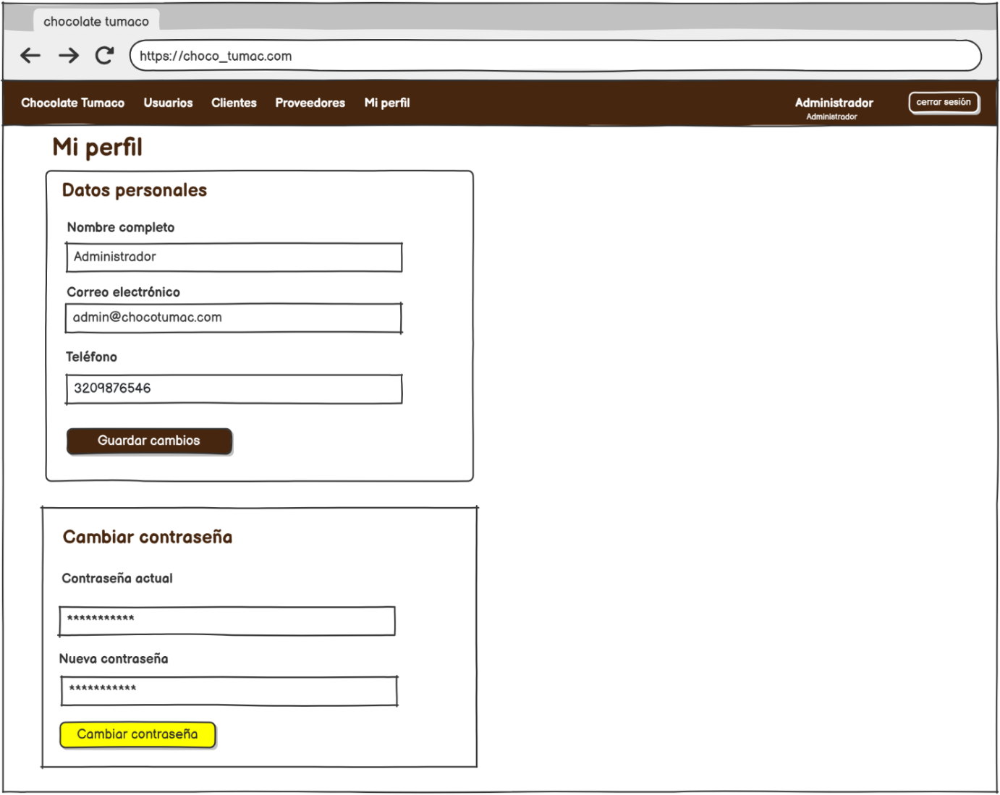 chocolate tumaco
https://choco_tumac.com
Chocolate Tumaco Usuarios Clientes Proveedores Mi perfil Administrador cerrar sesión
Administrador
Mi perfil
Datos personales
Nombre completo
Administrador
Correo electrónico
admin@chocotumac.com
Teléfono
3209876546
Guardar cambios
Cambiar contraseña
Contraseña actual
***********
Nueva contraseña
***********
Cambiar contraseña